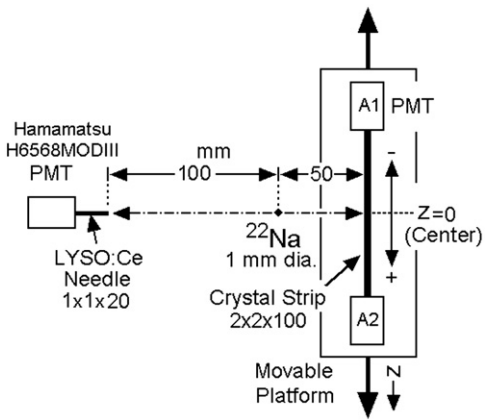 A1 PMT
Hamamatsu
H6568MODIII
PMT
mm
100
50
-
Z=0
(Center)
22Na
1 mm dia.
+
LYSO:Ce
Needle
1x1x20
Crystal Strip
2x2x100
A2
Movable
Platform
Z